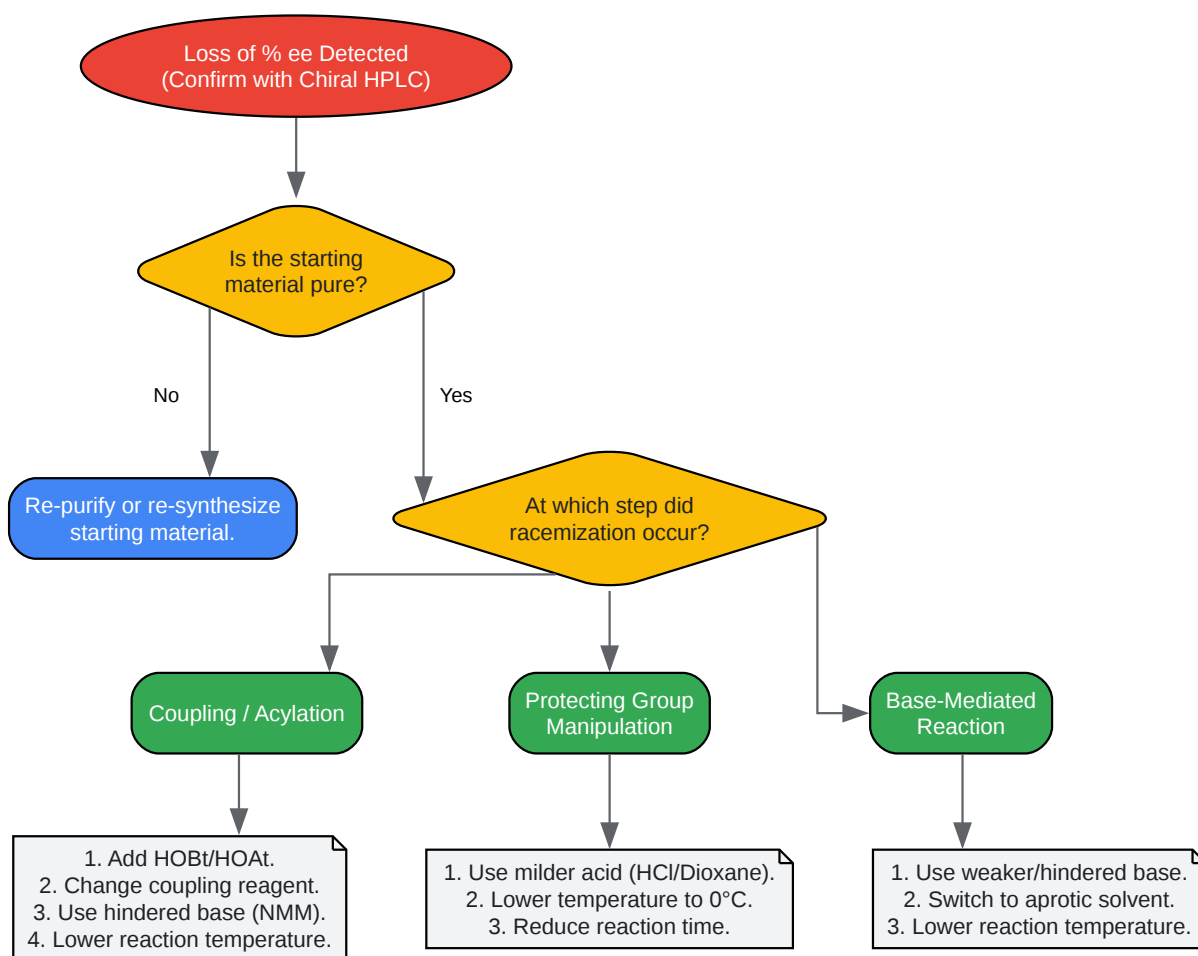 Loss of % ee Detected
(Confirm with Chiral HPLC)
Is the starting
material pure?
No
Yes
Re-purify or re-synthesize
starting material.
At which step did
racemization occur?
Coupling / Acylation
Protecting Group
Manipulation
Base-Mediated
Reaction
1. Add HOBt/HOAt.
2. Change coupling reagent.
3. Use hindered base (NMM).
4. Lower reaction temperature.
1. Use milder acid (HCl/Dioxane).
2. Lower temperature to 0°C.
3. Reduce reaction time.
1. Use weaker/hindered base.
2. Switch to aprotic solvent.
3. Lower reaction temperature.